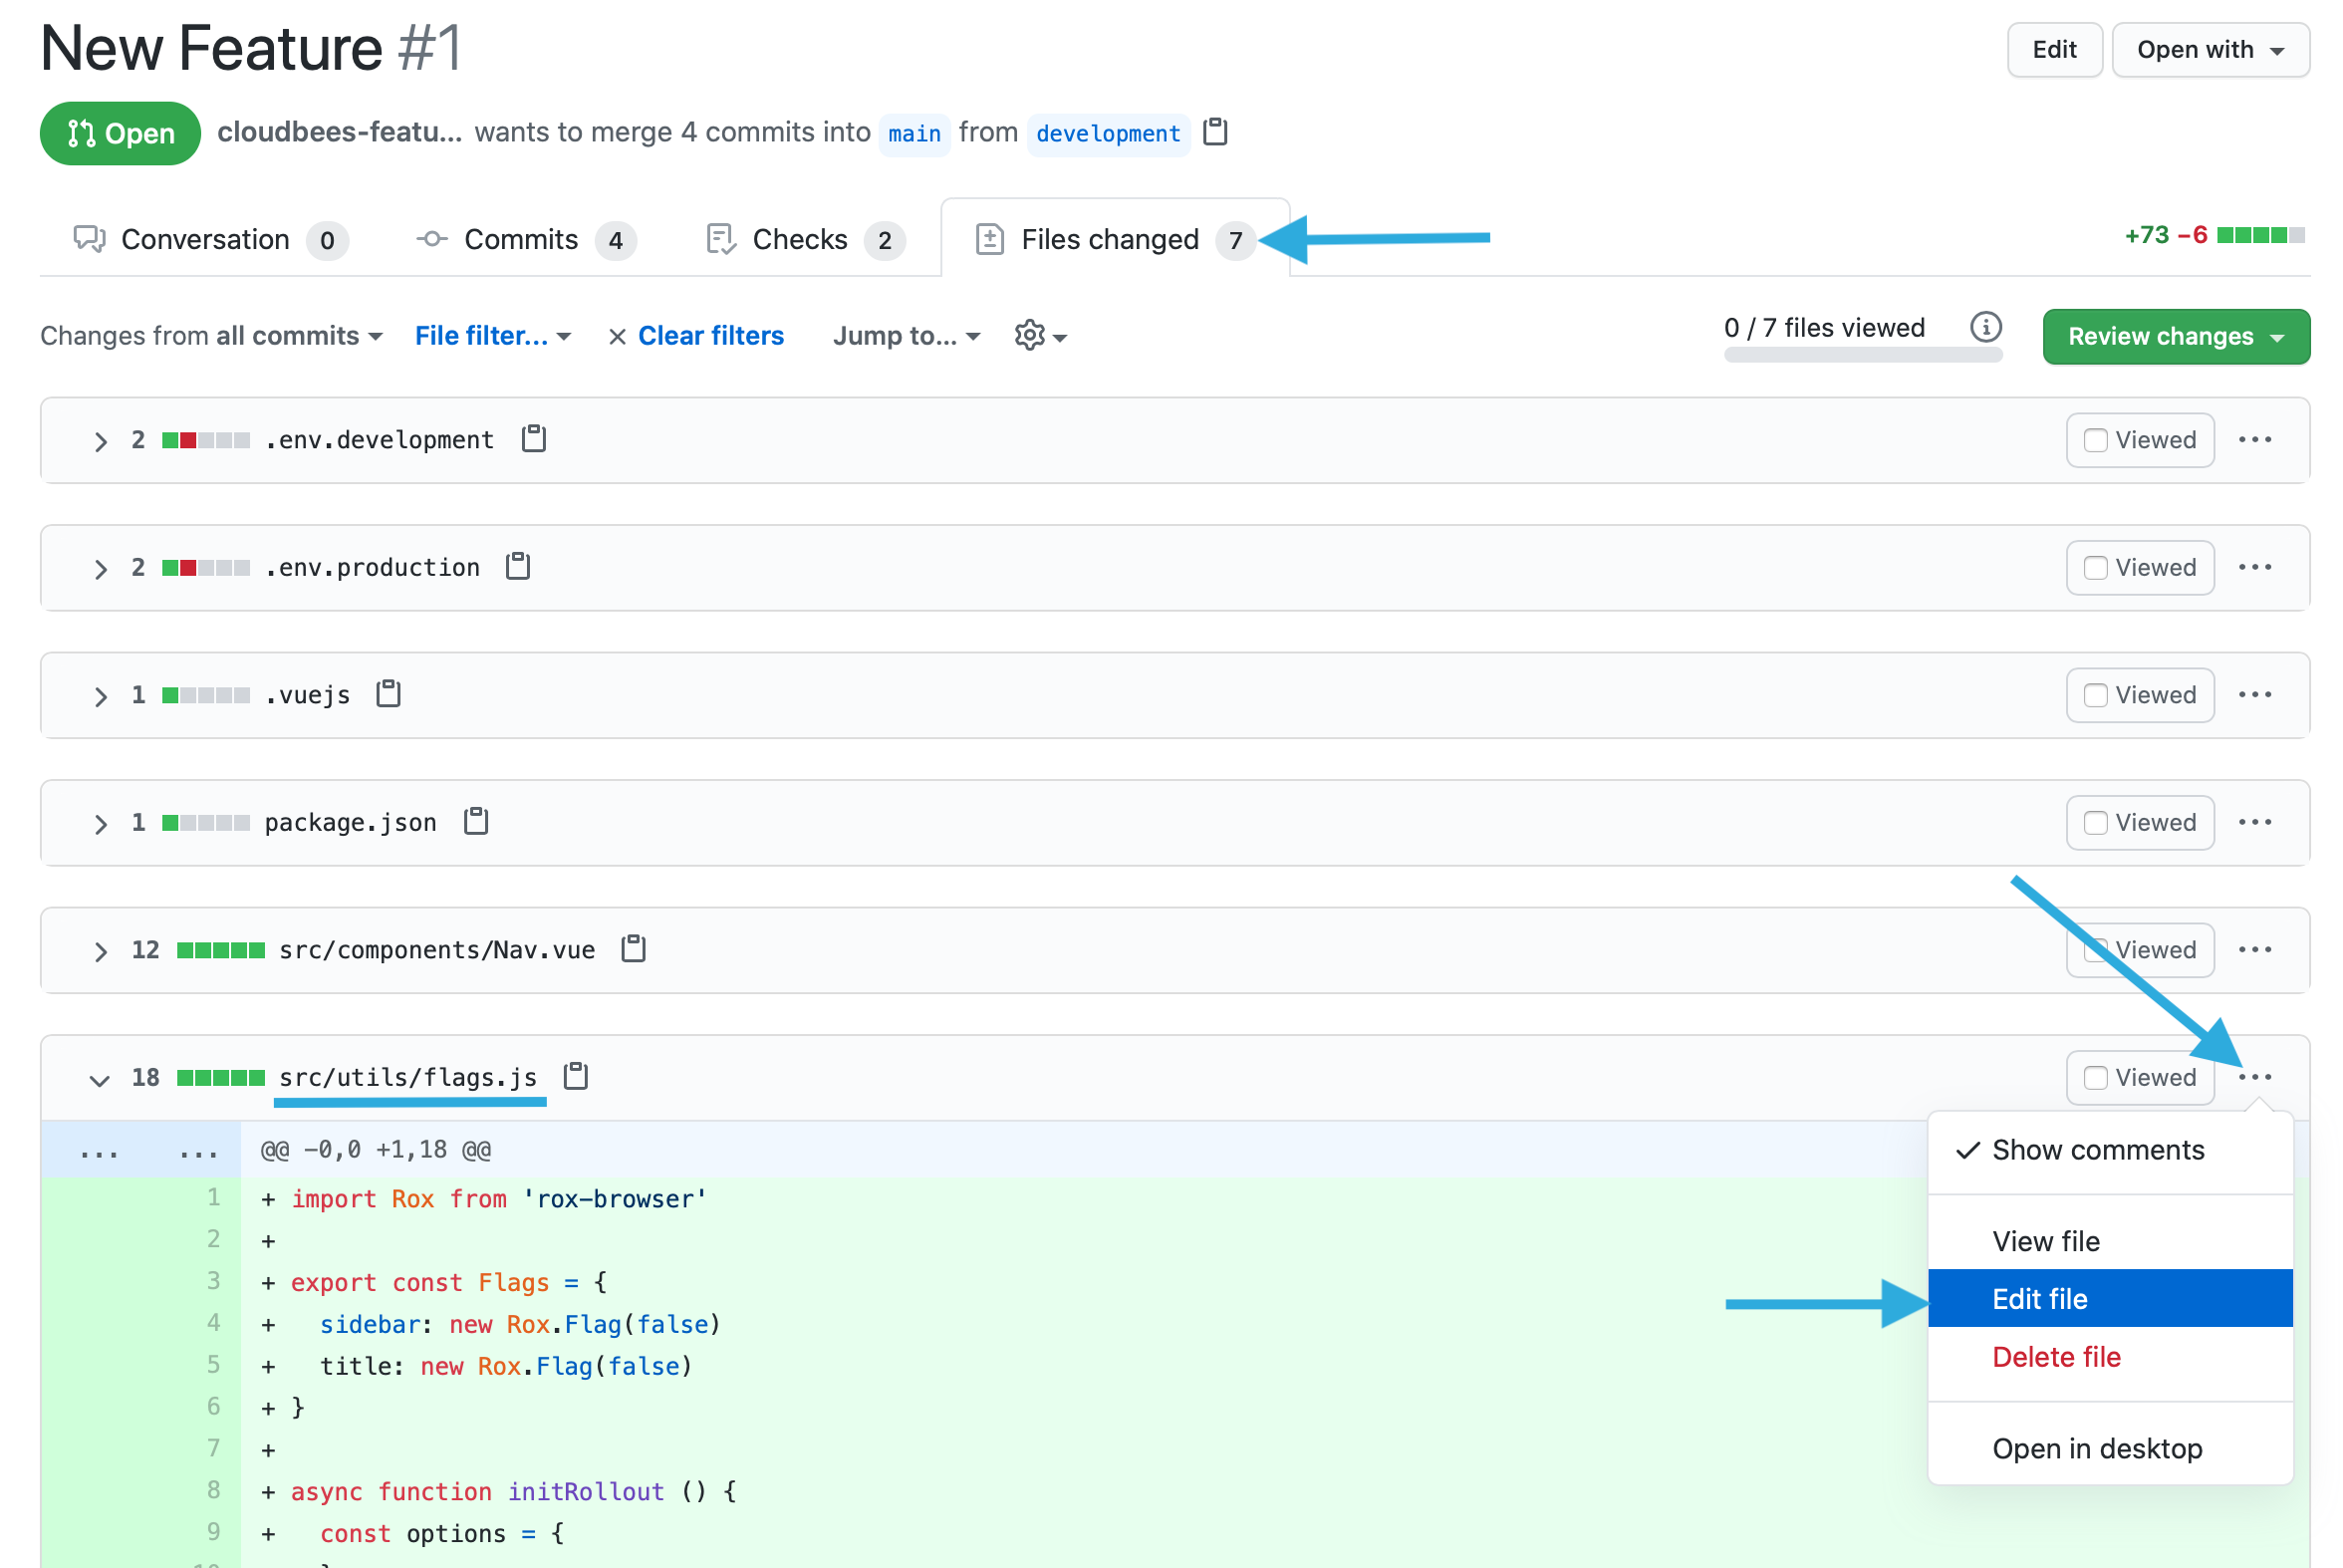 New Feature #1
Edit
Open with
Open
cloudbees-featu... wants to merge 4 commits into main from development
Conversation 0
Commits 4
Checks 2
Files changed 7
+73 −6
Changes from all commits
File filter...
Clear filters
Jump to...
0 / 7 files viewed
Review changes
2 .env.development
Viewed
2 .env.production
Viewed
1 .vuejs
Viewed
1 package.json
Viewed
12 src/components/Nav.vue
Viewed
18 src/utils/flags.js
Viewed
... ... @@ -0,0 +1,18 @@
1 + import Rox from 'rox-browser'
2 +
3 + export const Flags = {
4 +   sidebar: new Rox.Flag(false)
5 +   title: new Rox.Flag(false)
6 + }
7 +
8 + async function initRollout () {
9 +   const options = {
Show comments
View file
Edit file
Delete file
Open in desktop